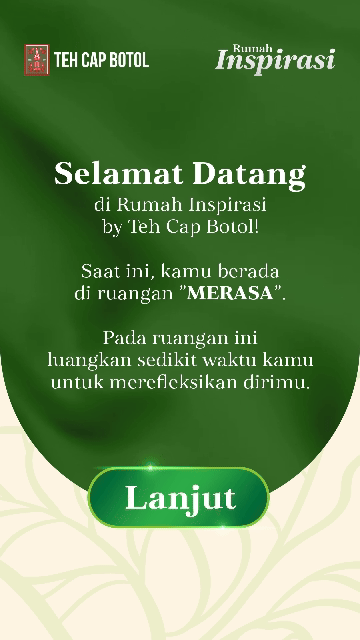 TEH CAP BOTOL
Rumah
Inspirasi
Selamat Datang
di Rumah Inspirasi
by Teh Cap Botol!
Saat ini, kamu berada
di ruangan "MERASA".
Pada ruangan ini
luangkan sedikit waktu kamu
untuk merefleksikan dirimu.
Lanjut